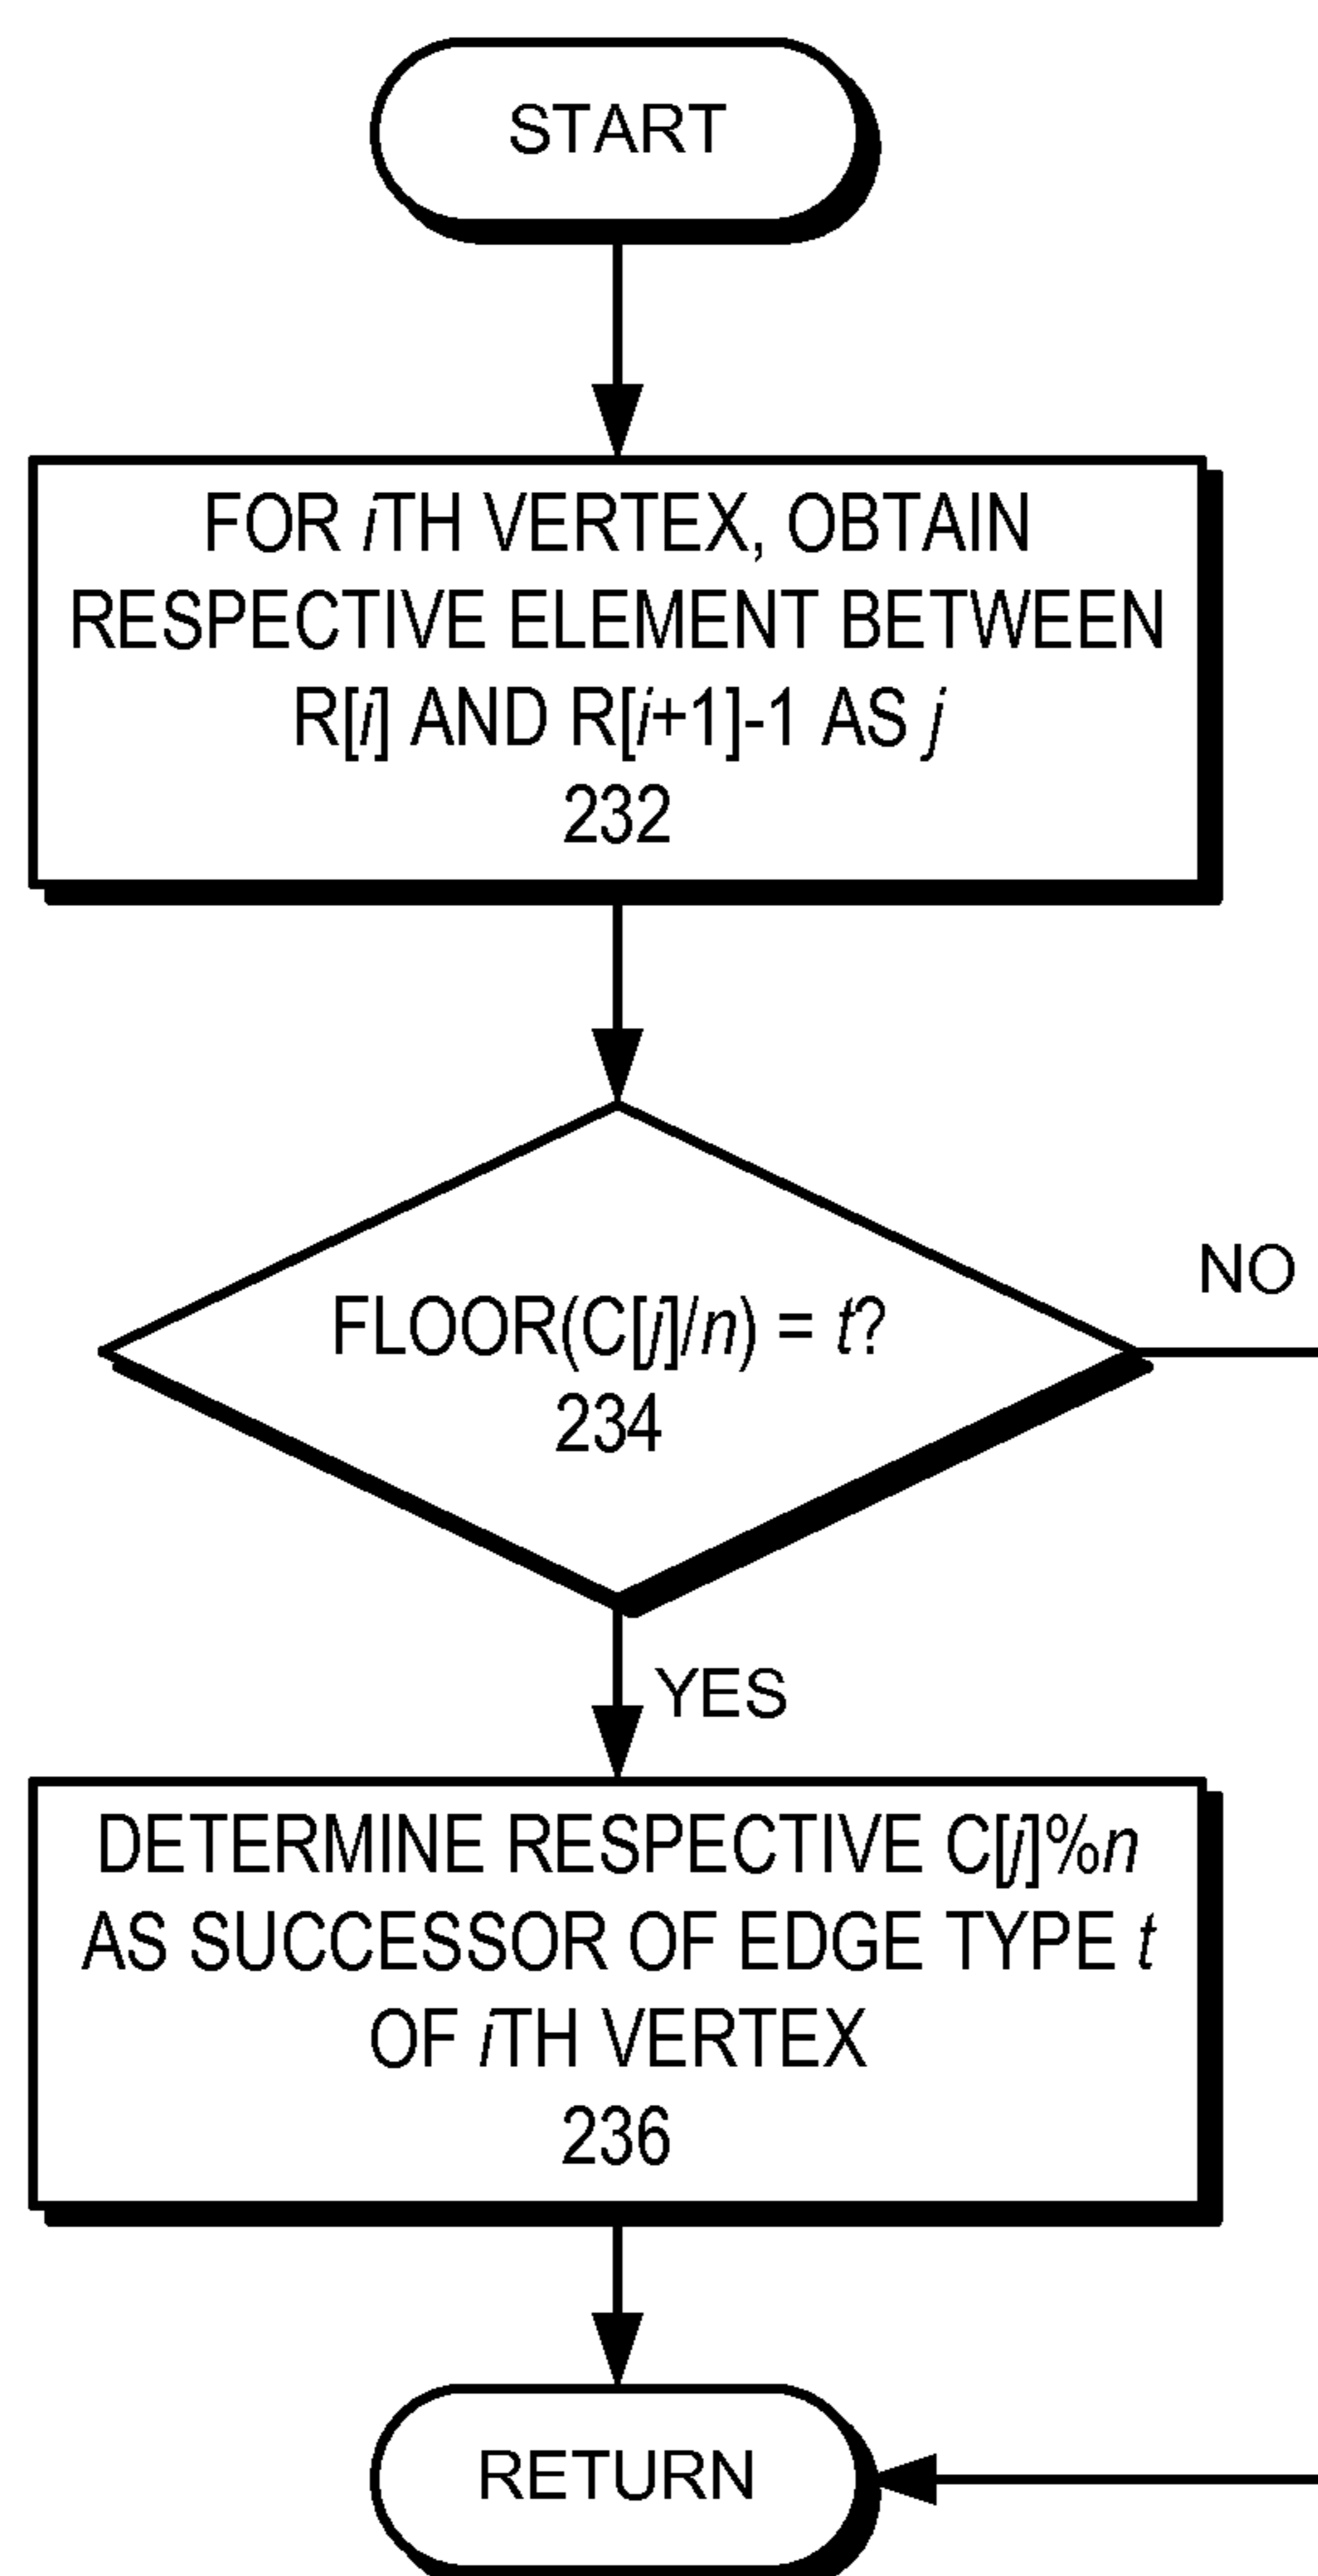 START
FOR iTH VERTEX, OBTAIN
RESPECTIVE ELEMENT BETWEEN
R[i] AND R[i+1]-1 AS j
232
FLOOR(C[j]/n) = t?
234
NO
YES
DETERMINE RESPECTIVE C[j]%n
AS SUCCESSOR OF EDGE TYPE t
OF iTH VERTEX
236
RETURN